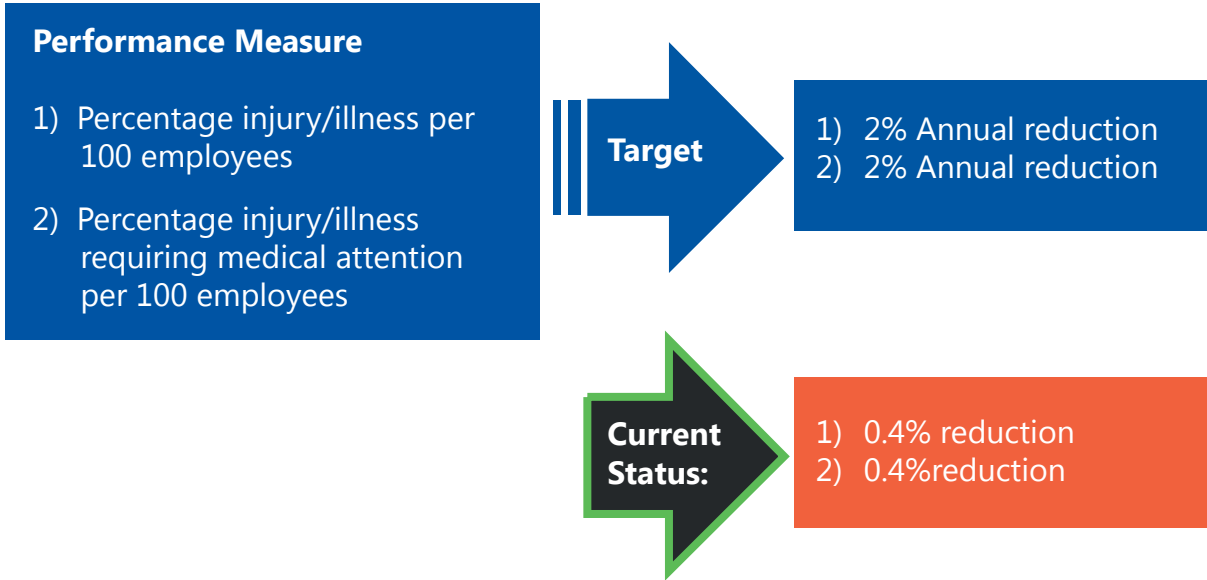 Performance Measure
1) Percentage injury/illness per
100 employees
2) Percentage injury/illness
requiring medical attention
per 100 employees
Target
1) 2% Annual reduction
2) 2% Annual reduction
Current
Status:
1) 0.4% reduction
2) 0.4%reduction